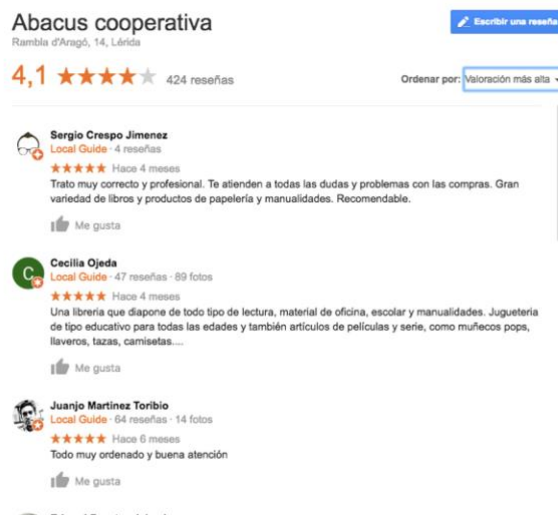 Abacus cooperativa
Escribir una reseña
Rambla d'Aragó, 14, Lérida
4,1 424 reseñas
Ordenar por: Valoración más alta
Sergio Crespo Jimenez
Local Guide · 4 reseñas
Hace 4 meses
Trato muy correcto y profesional. Te atienden a todas las dudas y problemas con las compras. Gran
variedad de libros y productos de papelería y manualidades. Recomendable.
Me gusta
C
Cecilia Ojeda
Local Guide · 47 reseñas · 89 fotos
Hace 4 meses
Una librería que diapone de todo tipo de lectura, material de oficina, escolar y manualidades. Jugueteria
de tipo educativo para todas las edades y también artículos de películas y serie, como muñecos pops,
llaveros, tazas, camisetas....
Me gusta
Juanjo Martinez Toribio
Local Guide · 64 reseñas · 14 fotos
Hace 6 meses
Todo muy ordenado y buena atención
Me gusta